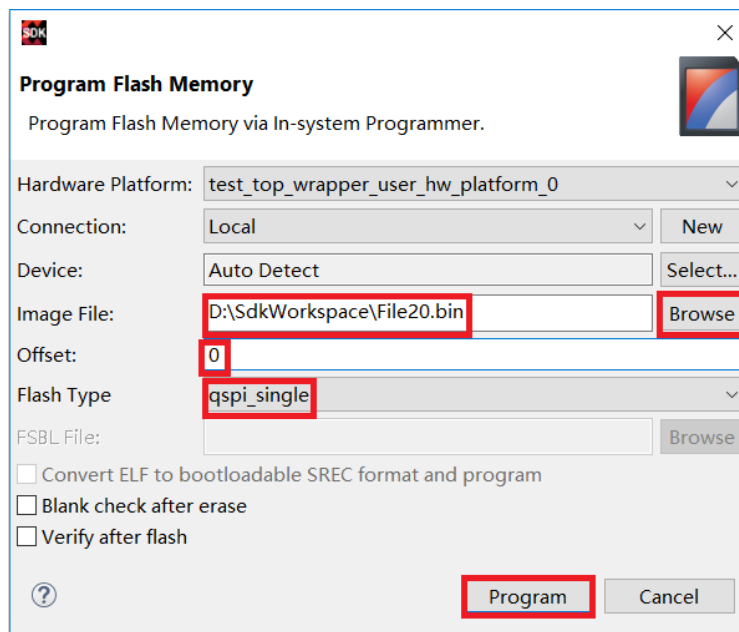 SDK
Program Flash Memory
Program Flash Memory via In-system Programmer.
Hardware Platform: test_top_wrapper_user_hw_platform_0
Connection: Local New
Device: Auto Detect Select...
Image File: D:\SdkWorkspace\File20.bin Browse
Offset: 0
Flash Type qspi_single
FSBL File: Browse
Convert ELF to bootloadable SREC format and program
Blank check after erase
Verify after flash
? Program Cancel